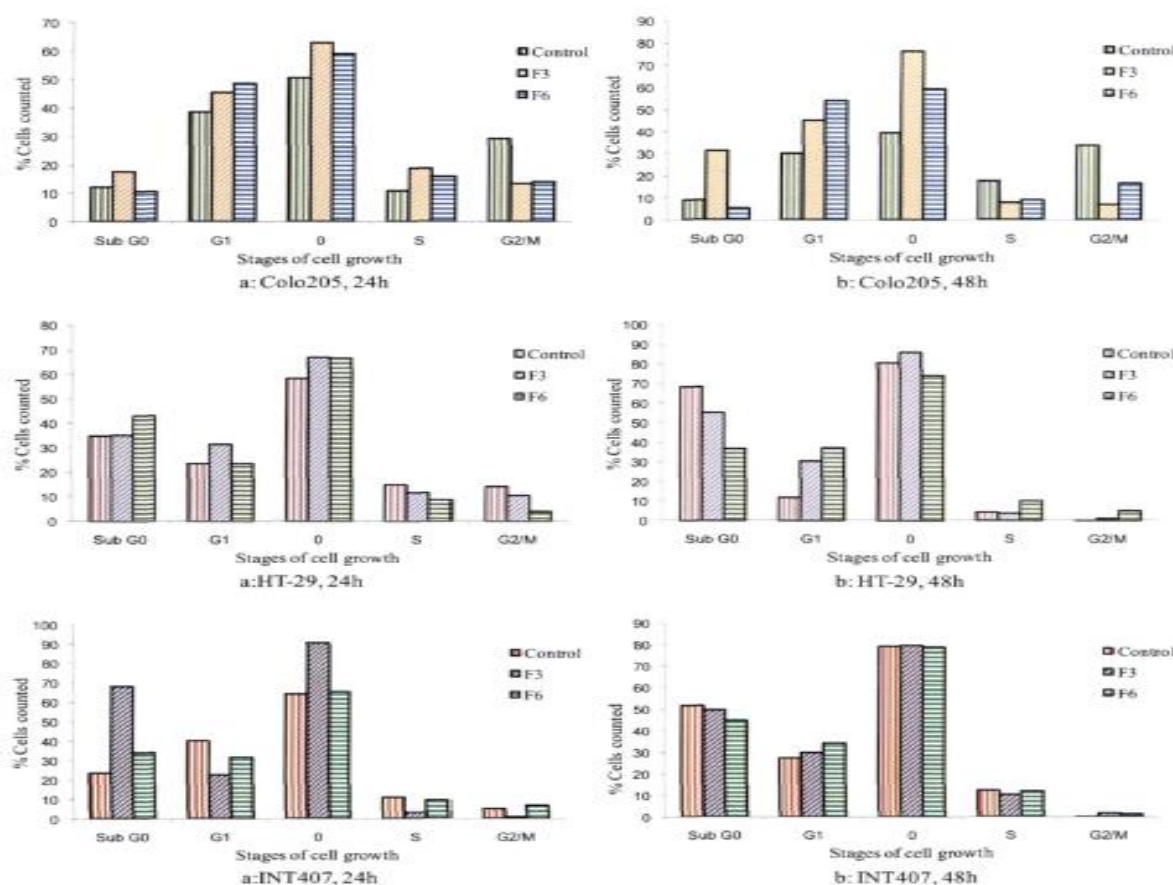 70
60
50
40
30
20
10
0
% Cells counted
Control
F3
F6
Sub G0 G1 0 S G2/M
Stages of cell growth
a: Colo205, 24h
90
80
70
60
50
40
30
20
10
0
% Cells counted
Control
F3
F6
Sub G0 G1 0 S G2/M
Stages of cell growth
b: Colo205, 48h
80
70
60
50
40
30
20
10
0
% Cells counted
Control
F3
F6
Sub G0 G1 0 S G2/M
Stages of cell growth
a:HT-29, 24h
100
90
80
70
60
50
40
30
20
10
0
% Cells counted
Control
F3
F6
Sub G0 G1 0 S G2/M
Stages of cell growth
b: HT-29, 48h
100
90
80
70
60
50
40
30
20
10
0
% Cells counted
Control
F3
F6
Sub G0 G1 0 S G2/M
Stages of cell growth
a:INT407, 24h
90
80
70
60
50
40
30
20
10
0
% Cells counted
Control
F3
F6
Sub G0 G1 0 S G2/M
Stages of cell growth
b: INT407, 48h